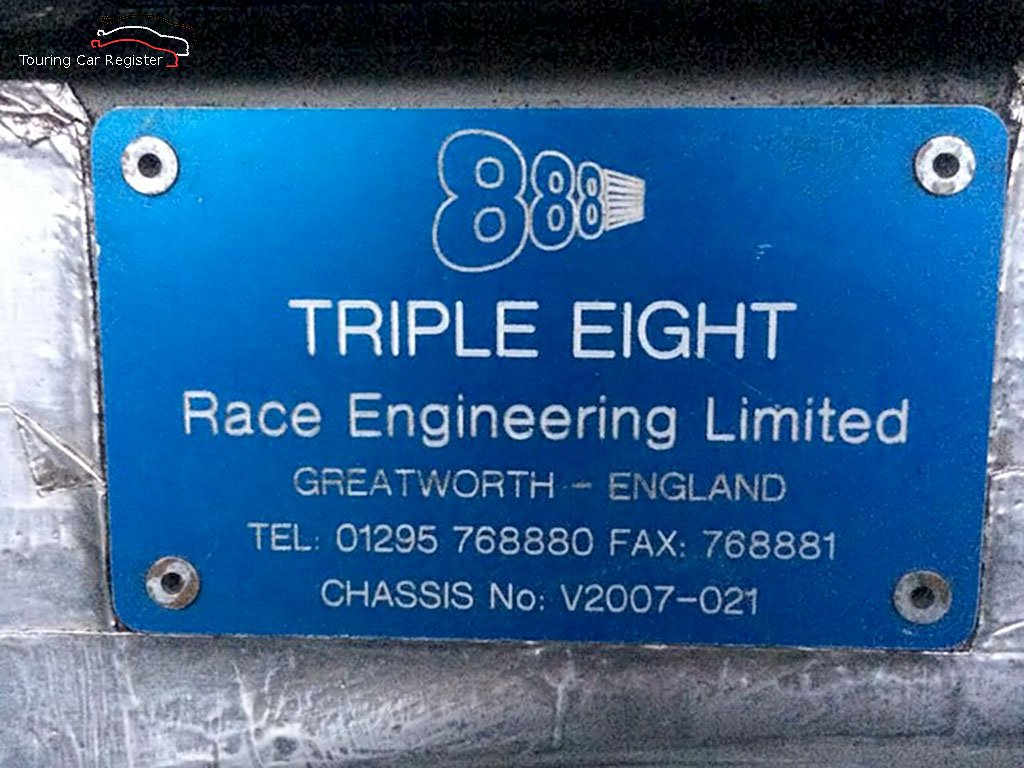 Touring Car Register
888
TRIPLE EIGHT
Race Engineering Limited
GREATWORTH - ENGLAND
TEL: 01295 768880 FAX: 768881
CHASSIS No: V2007-021